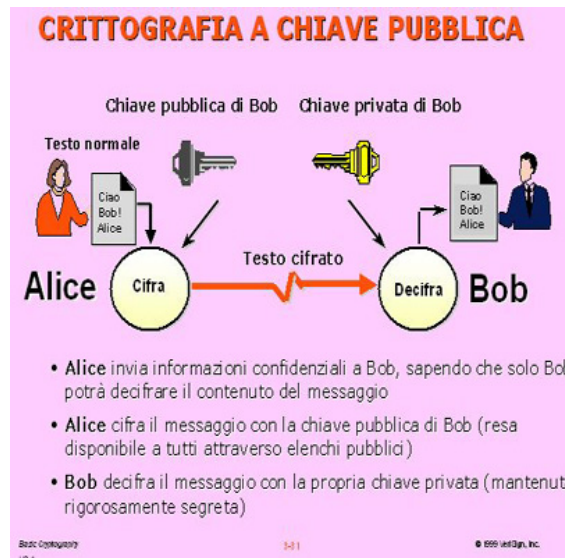 CRITTOGRAFIA A CHIAVE PUBBLICA
Chiave pubblica di Bob
Chiave privata di Bob
Testo normale
Ciao
Bob!
Alice
Ciao
Bob!
Alice
Testo cifrato
Alice
Cifra
Decifra
Bob
• Alice invia informazioni confidenziali a Bob, sapendo che solo Bob
potrà decifrare il contenuto del messaggio
• Alice cifra il messaggio con la chiave pubblica di Bob (resa
disponibile a tutti attraverso elenchi pubblici)
• Bob decifra il messaggio con la propria chiave privata (mantenut
rigorosamente segreta)
Basic Cryptography
© 1999 VeriSign, Inc.